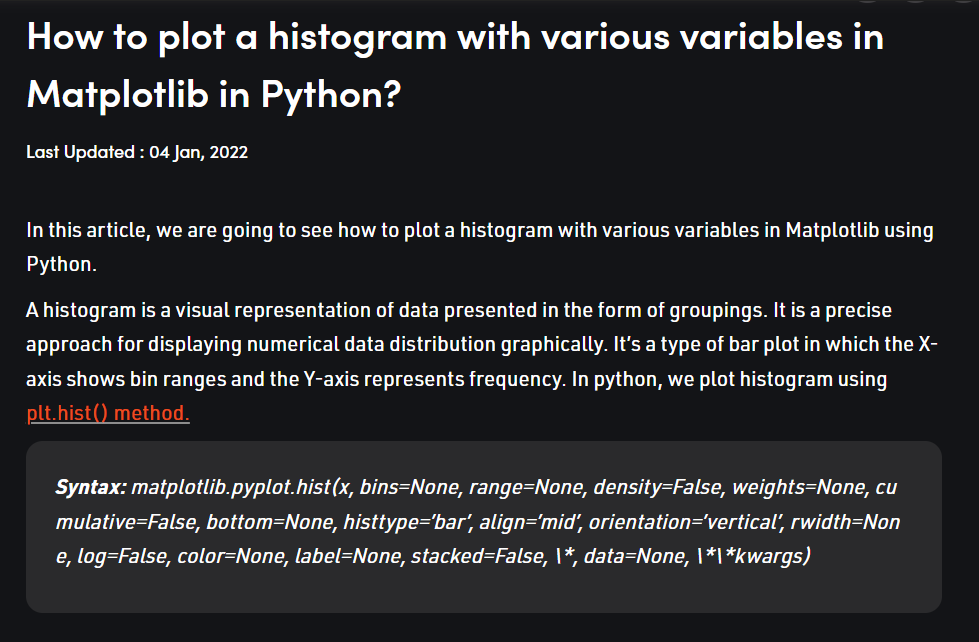 How to plot a histogram with various variables in
Matplotlib in Python?
Last Updated : 04 Jan, 2022
In this article, we are going to see how to plot a histogram with various variables in Matplotlib using
Python.
A histogram is a visual representation of data presented in the form of groupings. It is a precise
approach for displaying numerical data distribution graphically. It’s a type of bar plot in which the X-
axis shows bin ranges and the Y-axis represents frequency. In python, we plot histogram using
plt.hist() method.
Syntax: matplotlib.pyplot.hist(x, bins=None, range=None, density=False, weights=None, cu
mulative=False, bottom=None, histtype=’bar’, align=’mid’, orientation=’vertical’, rwidth=Non
e, log=False, color=None, label=None, stacked=False, \*, data=None, \*\*kwargs)